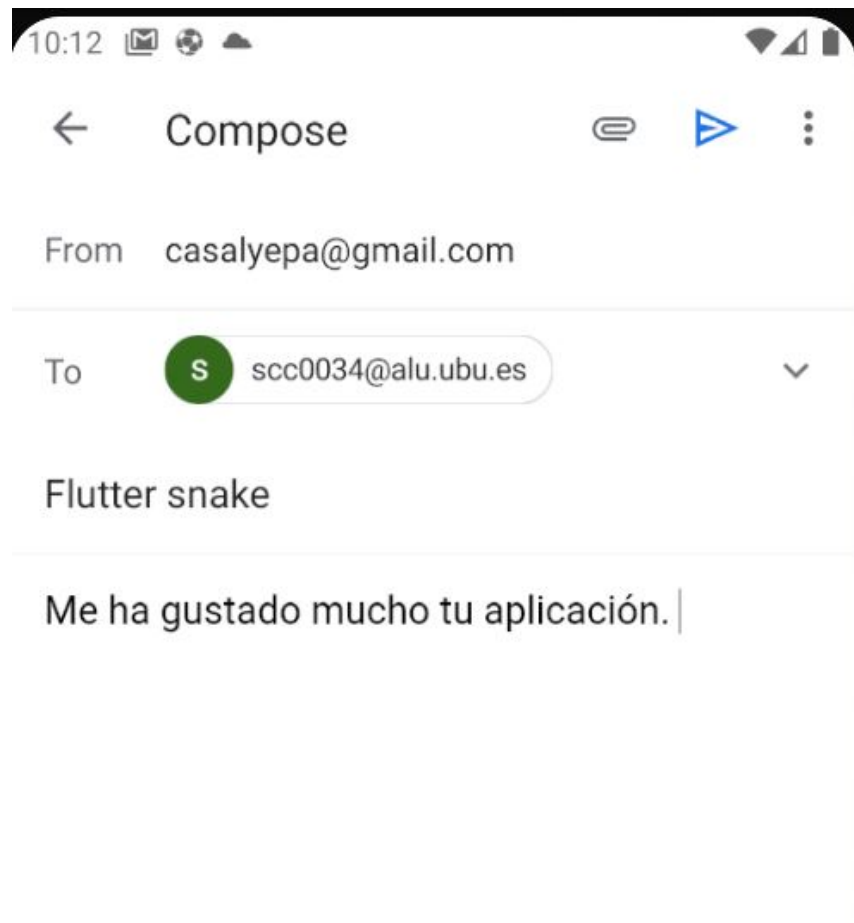 10:12
Compose
From casalyepa@gmail.com
To S scc0034@alu.ubu.es
Flutter snake
Me ha gustado mucho tu aplicación.